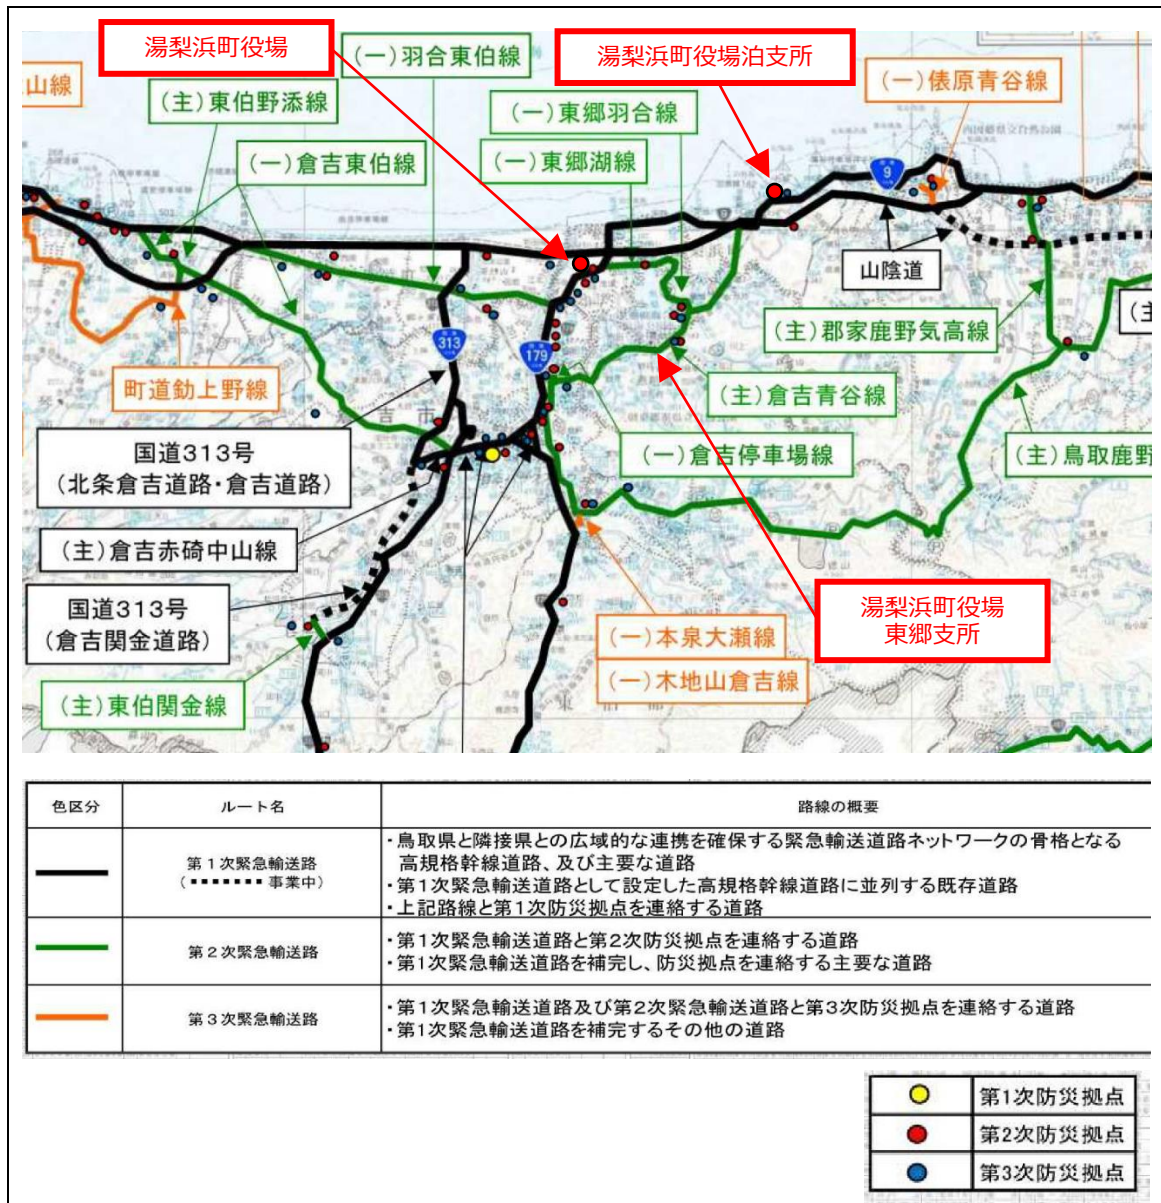 湯梨浜町役場
(一)羽合東伯線
湯梨浜町役場泊支所
(一)俵原青谷線
山線
(主)東伯野添線
(一)東郷羽合線
(一)倉吉東伯線
(一)東郷湖線
9
山陰道
(主
313
179
(主)郡家鹿野気高線
町道釛上野線
(主)倉吉青谷線
吉 市
国道313号
(北条倉吉道路・倉吉道路)
(一)倉吉停車場線
(主)鳥取鹿野
(主)倉吉赤碕中山線
国道313号
(倉吉関金道路)
湯梨浜町役場
東郷支所
(一)本泉大瀬線
(一)木地山倉吉線
(主)東伯関金線
色区分 ルート名 路線の概要
第1次緊急輸送路
(・・・・・・・ 事業中)
・鳥取県と隣接県との広域的な連携を確保する緊急輸送道路ネットワークの骨格となる
高規格幹線道路、及び主要な道路
・第1次緊急輸送道路として設定した高規格幹線道路に並列する既存道路
・上記路線と第1次防災拠点を連絡する道路
第2次緊急輸送路
・第1次緊急輸送道路と第2次防災拠点を連絡する道路
・第1次緊急輸送道路を補完し、防災拠点を連絡する主要な道路
第3次緊急輸送路
・第1次緊急輸送道路及び第2次緊急輸送道路と第3次防災拠点を連絡する道路
・第1次緊急輸送道路を補完するその他の道路
第1次防災拠点
第2次防災拠点
第3次防災拠点